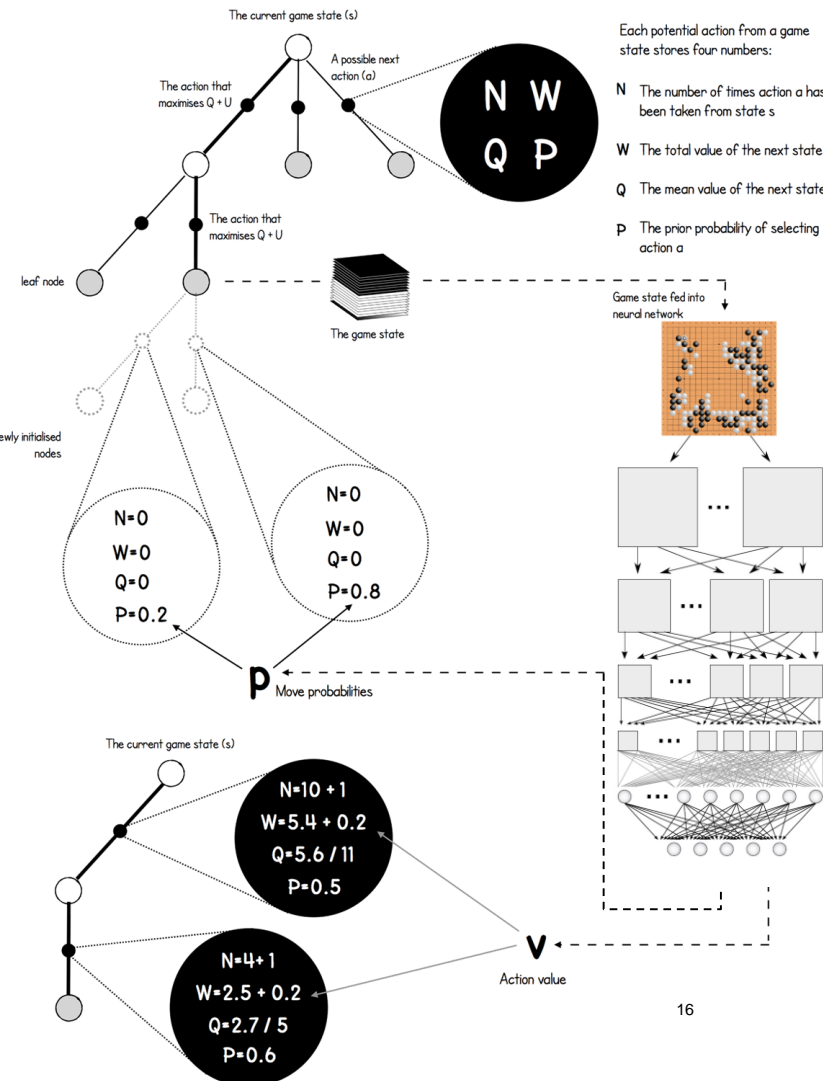 The current game state (s)
A possible next
action (a)
The action that
maximises Q + U
N W
Q P
Each potential action from a game
state stores four numbers:
N The number of times action a has
been taken from state s
W The total value of the next state
Q The mean value of the next state
P The prior probability of selecting
action a
The action that
maximises Q + U
leaf node
The game state
Game state fed into
neural network
ewly initialised
nodes
N=0
W=0
Q=0
P=0.2
N=0
W=0
Q=0
P=0.8
...
...
...
...
...
p Move probabilities
The current game state (s)
N=10 + 1
W=5.4 + 0.2
Q=5.6 / 11
P=0.5
N=4+ 1
W=2.5 + 0.2
Q=2.7 / 5
P=0.6
v
Action value
16